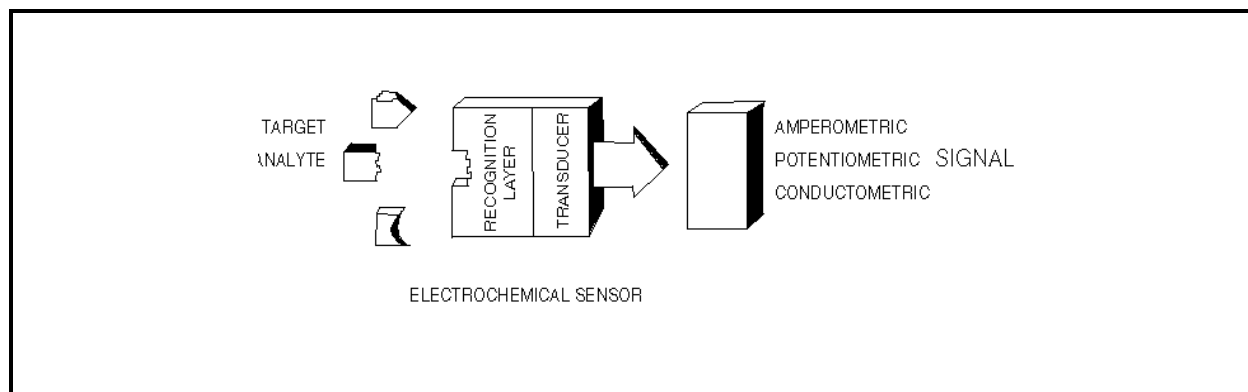 TARGET
\NALYTE
RECOGNITION
LAYER
TRANSDUCER
AMPEROMETRIC
POTENTIOMETRIC SIGNAL
CONDUCTOMETRIC
ELECTROCHEMICAL SENSOR